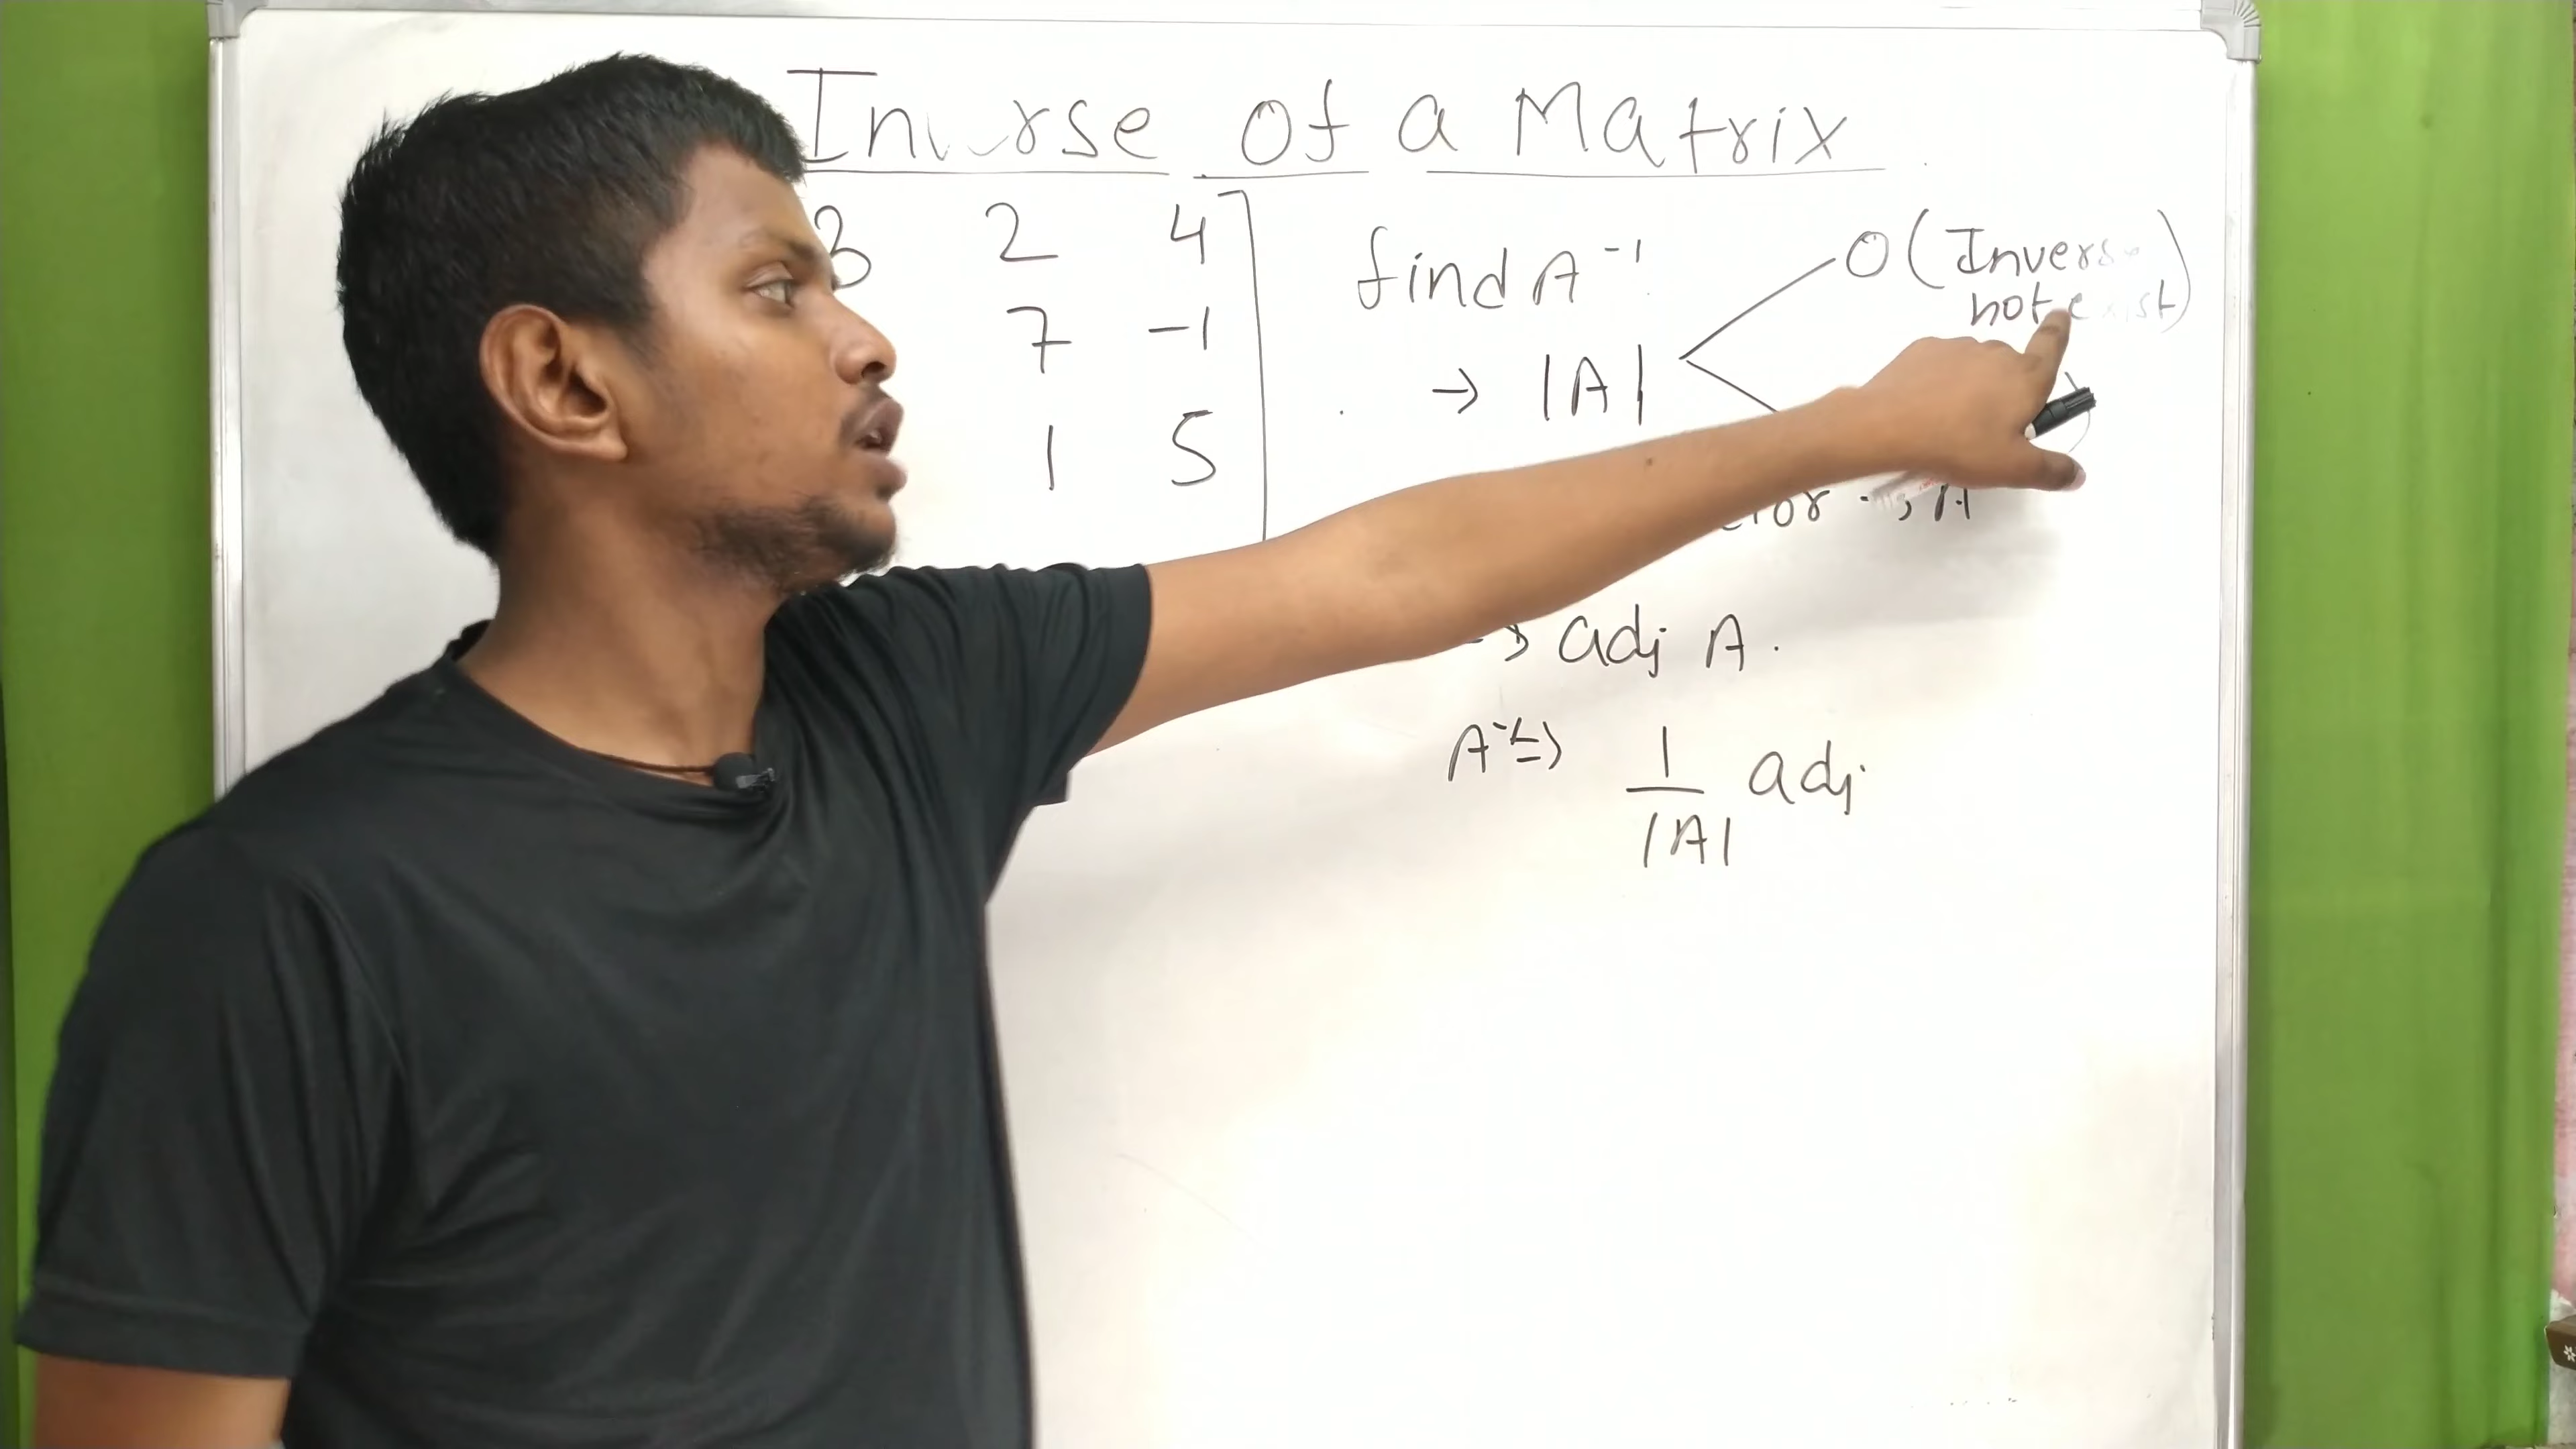 Inverse of a Matrix
3 2 4
7 -1
1 5
find A⁻¹
→ |A|
0 (Inverse
not exist)
, A
→ adj A.
A⁻¹ ⇒ 1/|A| adj